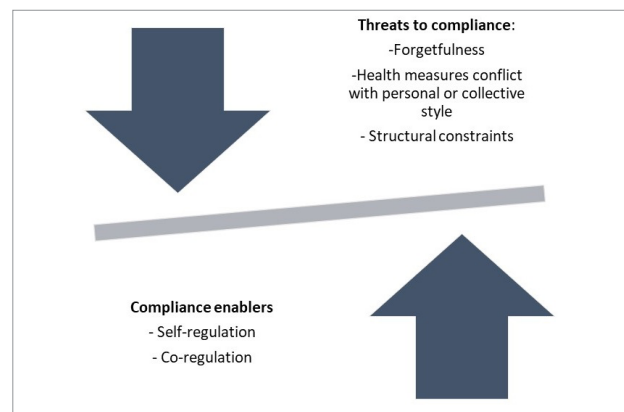 Threats to compliance:
-Forgetfulness
-Health measures conflict
with personal or collective
style
- Structural constraints
Compliance enablers
- Self-regulation
- Co-regulation